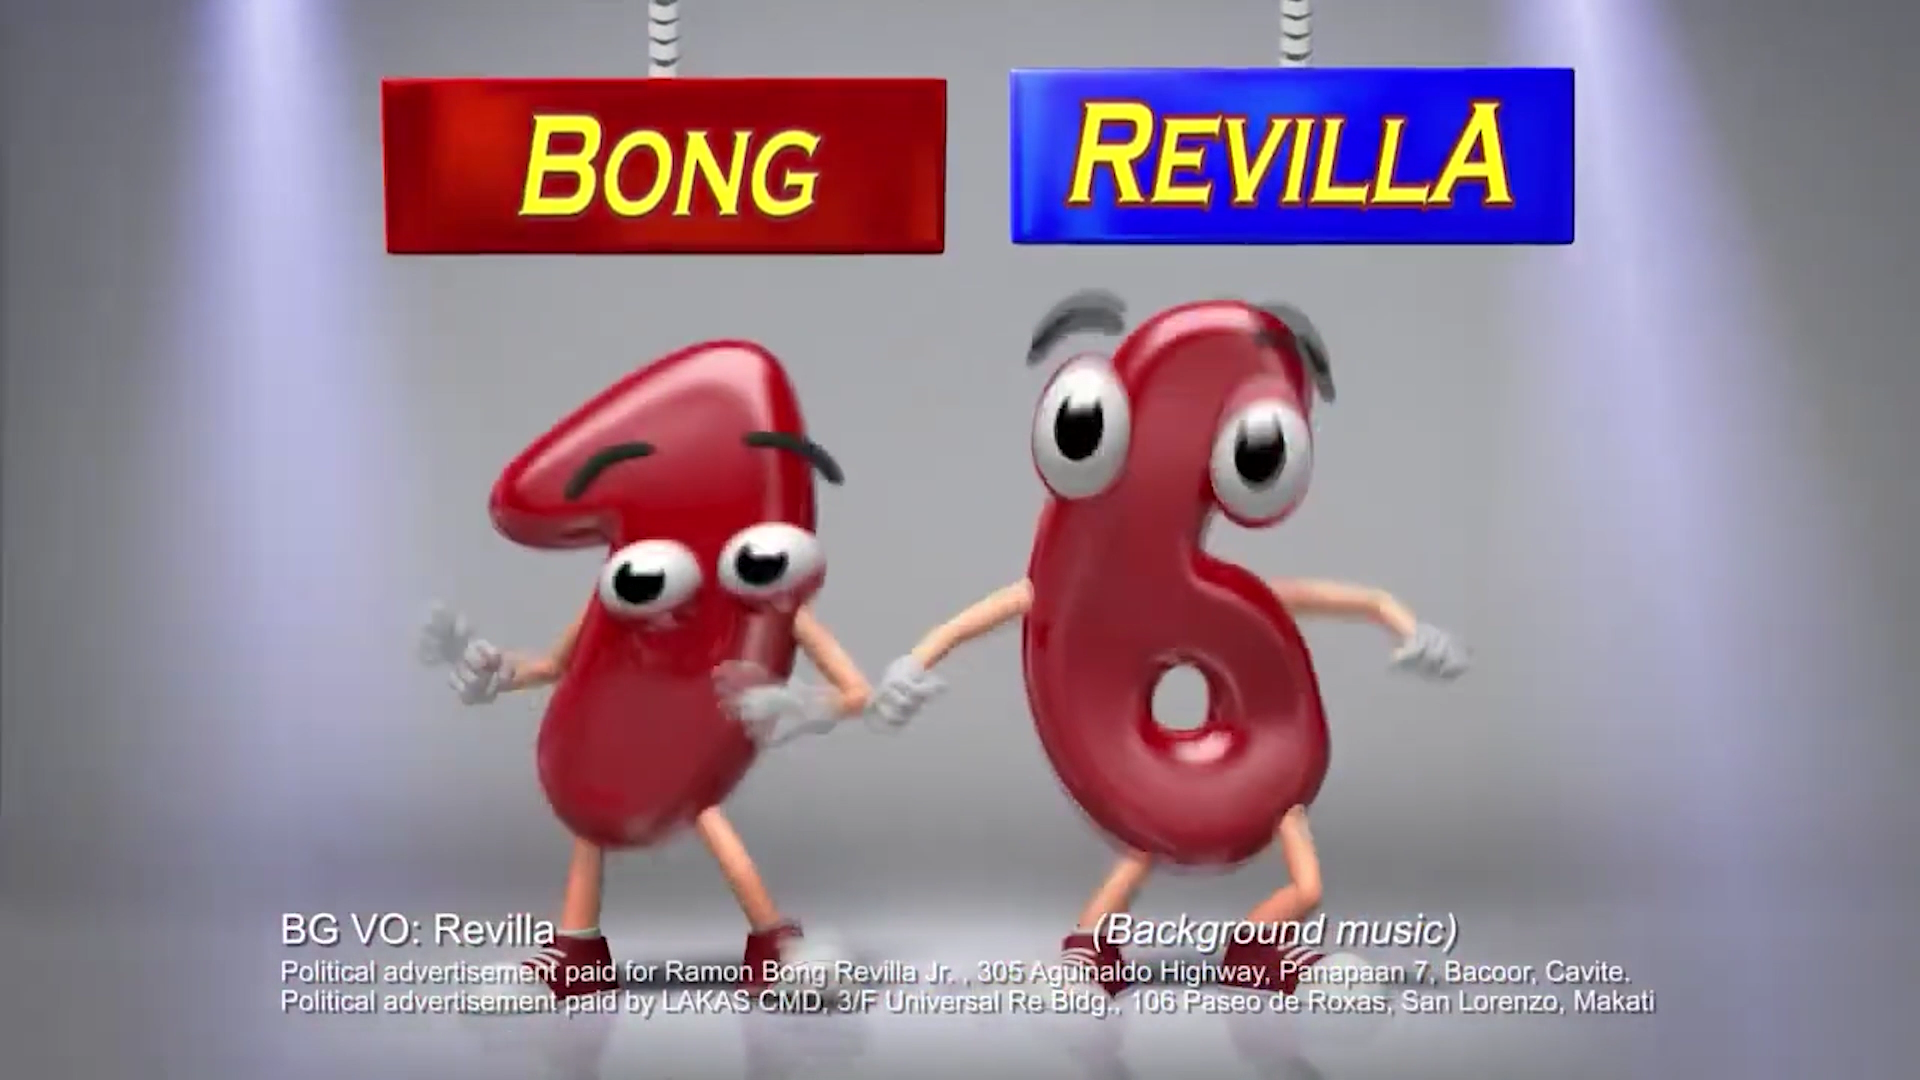 BONG
REVILLA
16
BG VO: Revilla
(Background music)
Political advertisement paid for Ramon Bong Revilla Jr. , 305 Aguinaldo Highway, Panapaan 7, Bacoor, Cavite.
Political advertisement paid by LAKAS CMD, 3/F Universal Re Bldg., 106 Paseo de Roxas, San Lorenzo, Makati